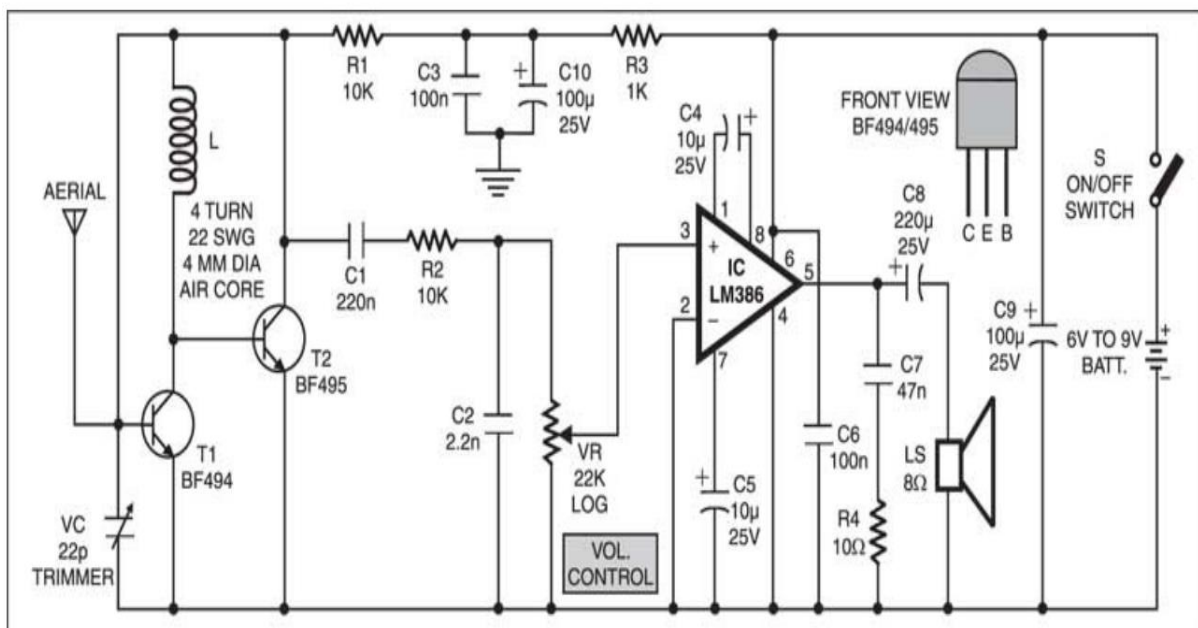 R1
10K
C3
100n
+
C10
100μ
25V
R3
1K
C4
10μ
25V
+
FRONT VIEW
BF494/495
C E B
S
ON/OFF
SWITCH
L
4 TURN
22 SWG
4 MM DIA
AIR CORE
AERIAL
C1
220n
R2
10K
T2
BF495
T1
BF494
VC
22p
TRIMMER
C2
2.2n
VR
22K
LOG
VOL.
CONTROL
1
3
+
8
IC
LM386
6
5
2
–
4
7
+
C5
10μ
25V
C6
100n
C8
220μ
25V
+
C7
47n
R4
10Ω
LS
8Ω
C9
100μ
25V
+
6V TO 9V
BATT.
+
–